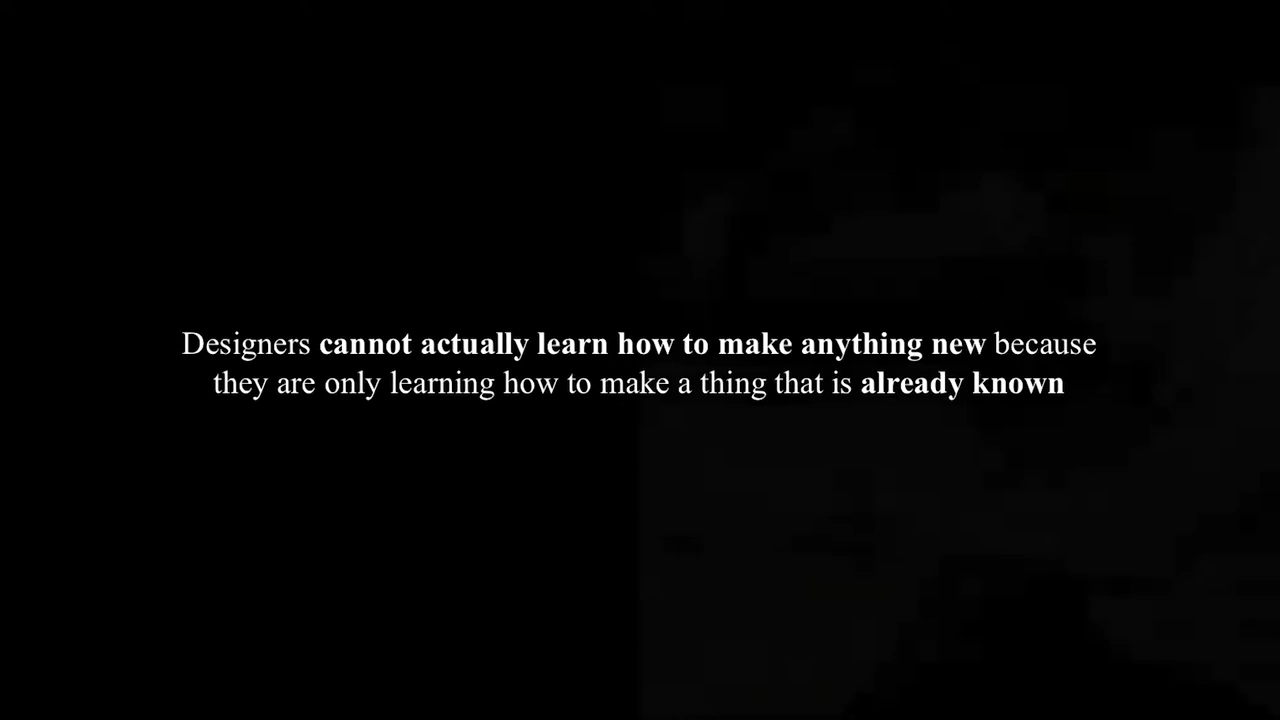 Designers cannot actually learn how to make anything new because
they are only learning how to make a thing that is already known